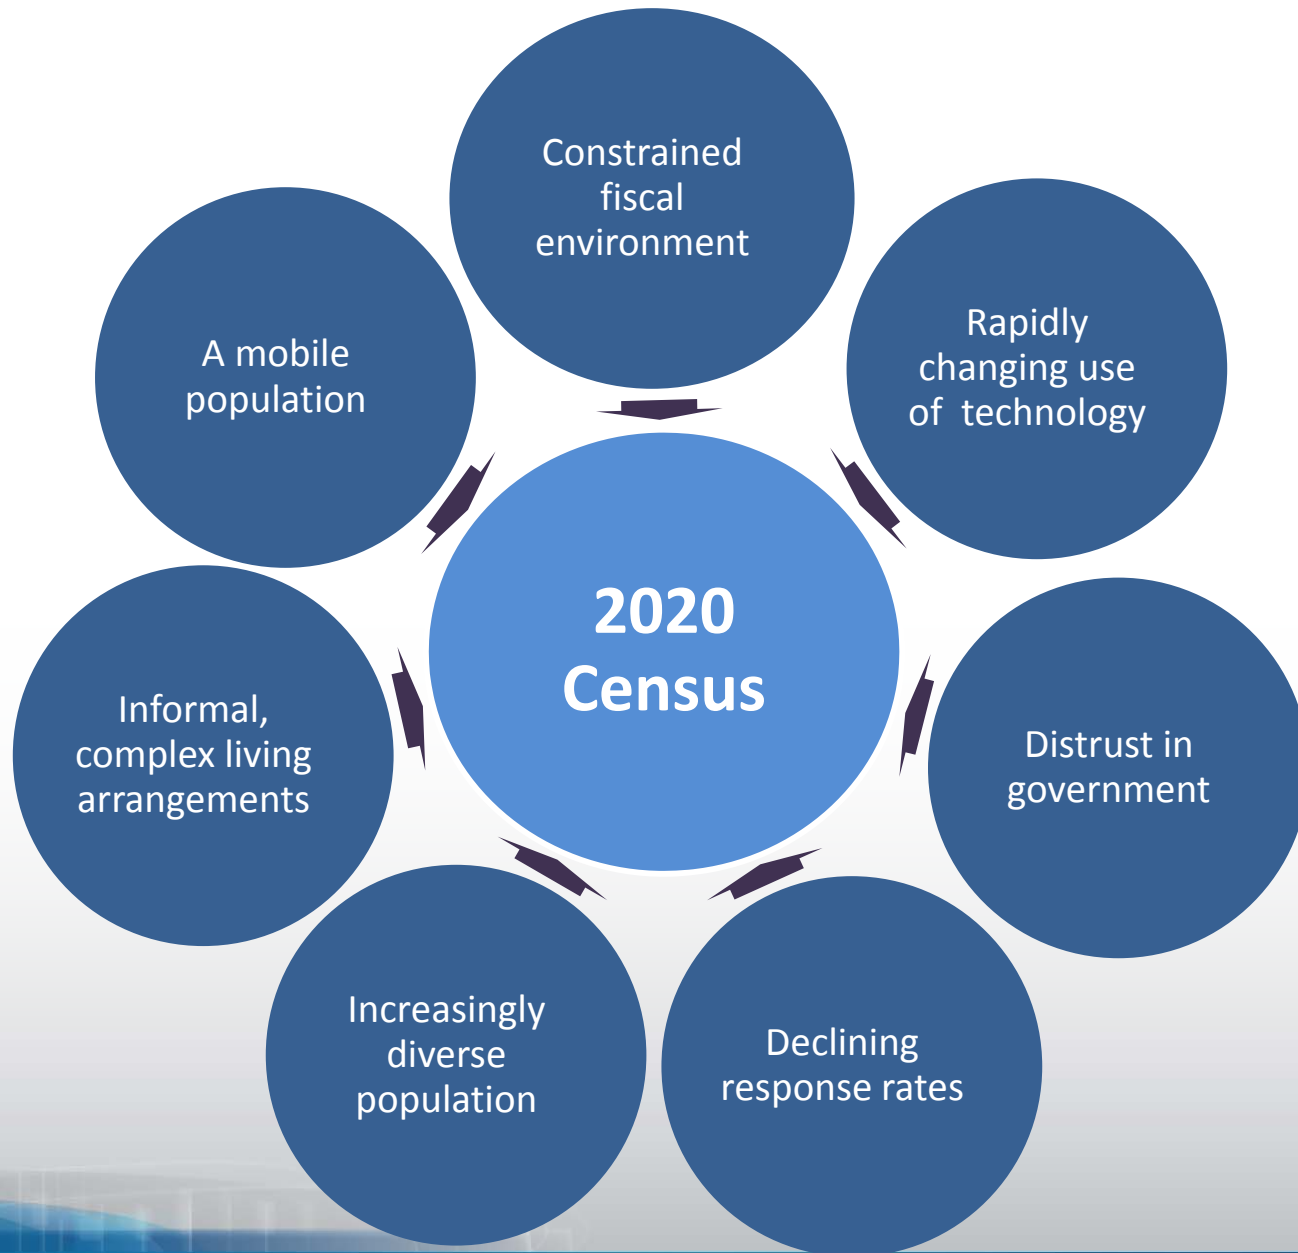 Constrained
fiscal
environment
Rapidly
changing use
of technology
Distrust in
government
Declining
response rates
Increasingly
diverse
population
Informal,
complex living
arrangements
A mobile
population
2020
Census